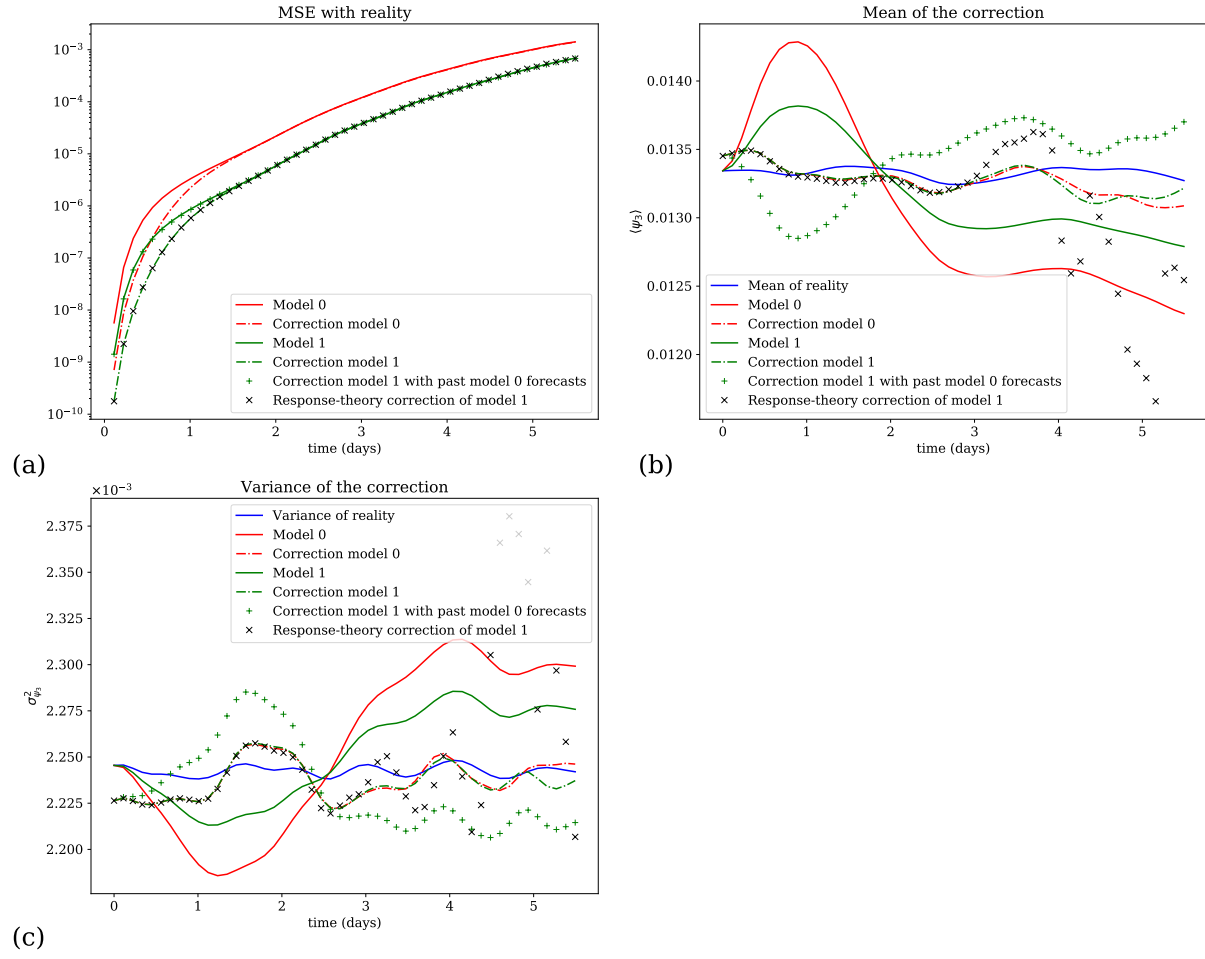 MSE with reality
10⁻³
10⁻⁴
10⁻⁵
10⁻⁶
10⁻⁷
10⁻⁸
10⁻⁹
10⁻¹⁰
Model 0
Correction model 0
Model 1
Correction model 1
Correction model 1 with past model 0 forecasts
Response-theory correction of model 1
0 1 2 3 4 5
time (days)
(a)
Mean of the correction
⟨ψ₃⟩
0.0140
0.0135
0.0130
0.0125
0.0120
Mean of reality
Model 0
Correction model 0
Model 1
Correction model 1
Correction model 1 with past model 0 forecasts
Response-theory correction of model 1
0 1 2 3 4 5
time (days)
(b)
Variance of the correction
×10⁻³
σ²ψ₃
2.375
2.350
2.325
2.300
2.275
2.250
2.225
2.200
Variance of reality
Model 0
Correction model 0
Model 1
Correction model 1
Correction model 1 with past model 0 forecasts
Response-theory correction of model 1
0 1 2 3 4 5
time (days)
(c)